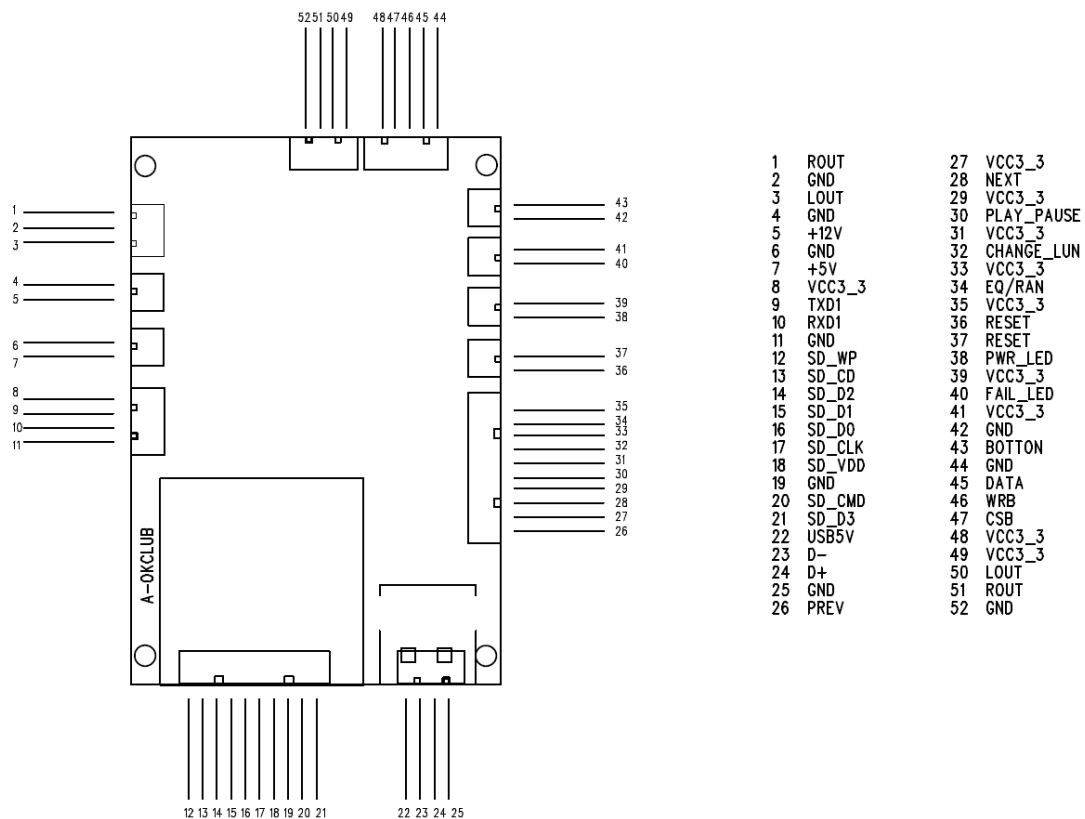 52 51 50 49 48 47 46 45 44
1
2
3
4
5
6
7
8
9
10
11
43
42
41
40
39
38
37
36
35
34
33
32
31
30
29
28
27
26
A-OKCLUB
12 13 14 15 16 17 18 19 20 21 22 23 24 25
1 ROUT
2 GND
3 LOUT
4 GND
5 +12V
6 GND
7 +5V
8 VCC3_3
9 TXD1
10 RXD1
11 GND
12 SD_WP
13 SD_CD
14 SD_D2
15 SD_D1
16 SD_D0
17 SD_CLK
18 SD_VDD
19 GND
20 SD_CMD
21 SD_D3
22 USB5V
23 D-
24 D+
25 GND
26 PREV
27 VCC3_3
28 NEXT
29 VCC3_3
30 PLAY_PAUSE
31 VCC3_3
32 CHANGE_LUN
33 VCC3_3
34 EQ/RAN
35 VCC3_3
36 RESET
37 RESET
38 PWR_LED
39 VCC3_3
40 FAIL_LED
41 VCC3_3
42 GND
43 BOTTON
44 GND
45 DATA
46 WRB
47 CSB
48 VCC3_3
49 VCC3_3
50 LOUT
51 ROUT
52 GND